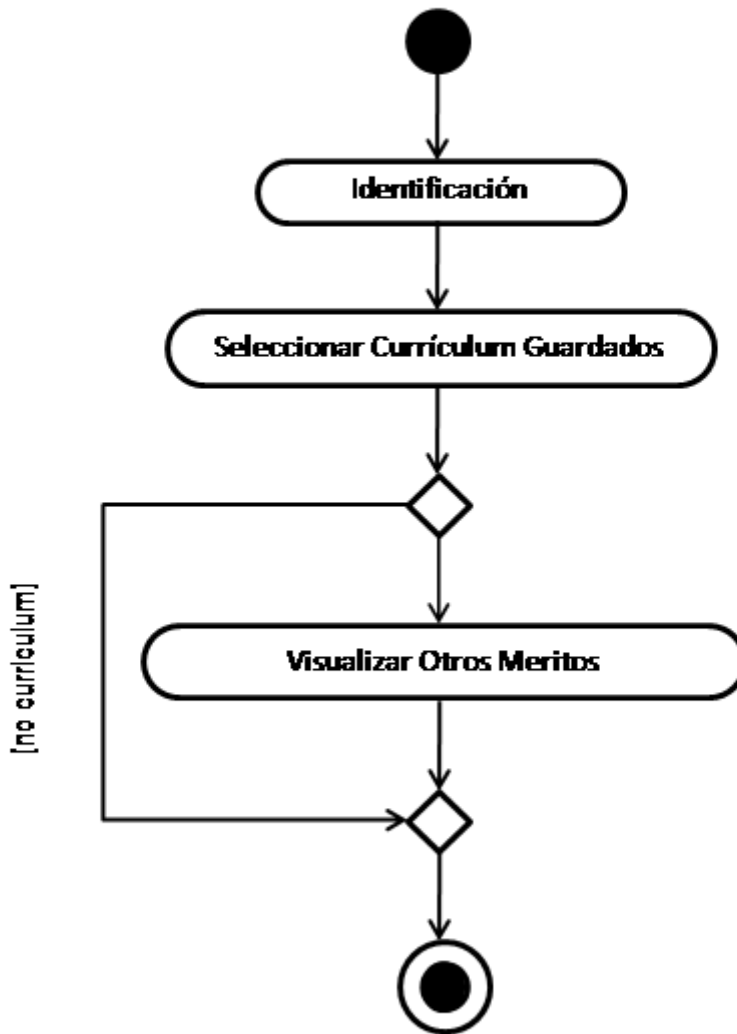 Identificación
Seleccionar Currículum Guardados
[no curriculum]
Visualizar Otros Meritos